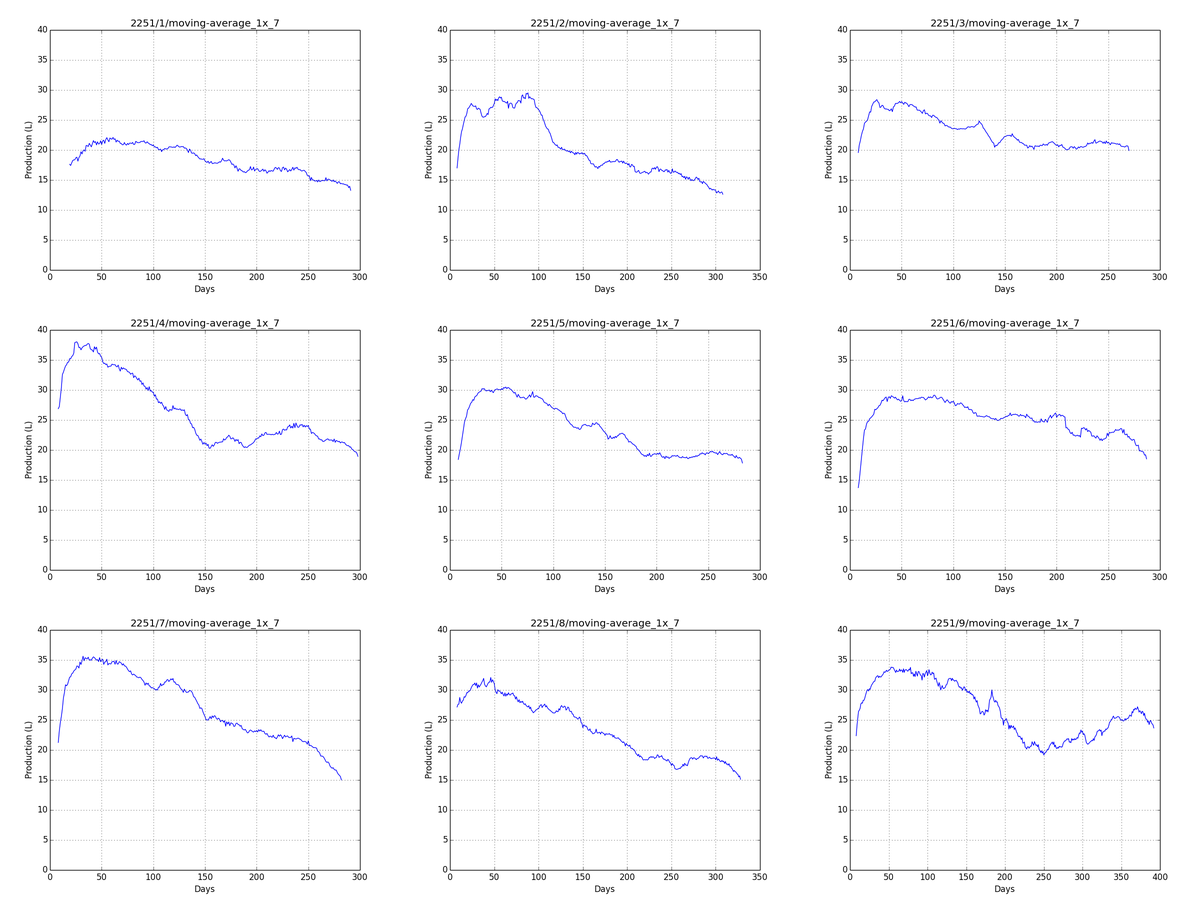 2251/1/moving-average_1x_7
40
35
30
25
20
15
10
5
0
Production (L)
0 50 100 150 200 250 300
Days
2251/2/moving-average_1x_7
40
35
30
25
20
15
10
5
0
Production (L)
0 50 100 150 200 250 300 350
Days
2251/3/moving-average_1x_7
40
35
30
25
20
15
10
5
0
Production (L)
0 50 100 150 200 250 300
Days
2251/4/moving-average_1x_7
40
35
30
25
20
15
10
5
0
Production (L)
0 50 100 150 200 250 300
Days
2251/5/moving-average_1x_7
40
35
30
25
20
15
10
5
0
Production (L)
0 50 100 150 200 250 300
Days
2251/6/moving-average_1x_7
40
35
30
25
20
15
10
5
0
Production (L)
0 50 100 150 200 250 300
Days
2251/7/moving-average_1x_7
40
35
30
25
20
15
10
5
0
Production (L)
0 50 100 150 200 250 300
Days
2251/8/moving-average_1x_7
40
35
30
25
20
15
10
5
0
Production (L)
0 50 100 150 200 250 300 350
Days
2251/9/moving-average_1x_7
40
35
30
25
20
15
10
5
0
Production (L)
0 50 100 150 200 250 300 350 400
Days